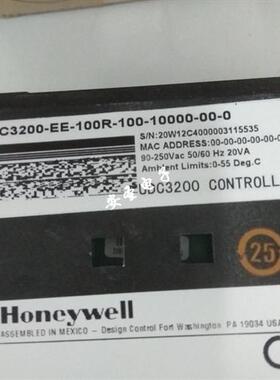 C3200-EE-100R-100-10000-00-0
S/N:20W12C4000003115535
MAC ADDRESS:00-00-00-00-00-0
90-250Vac 50/60 Hz 20VA
Ambient Limits:0-55 Deg.C
UDC3200 CONTROLL
Honeywell
25
ASSEMBLED IN MEXICO – Design Control Fort Washington PA 19034 USA